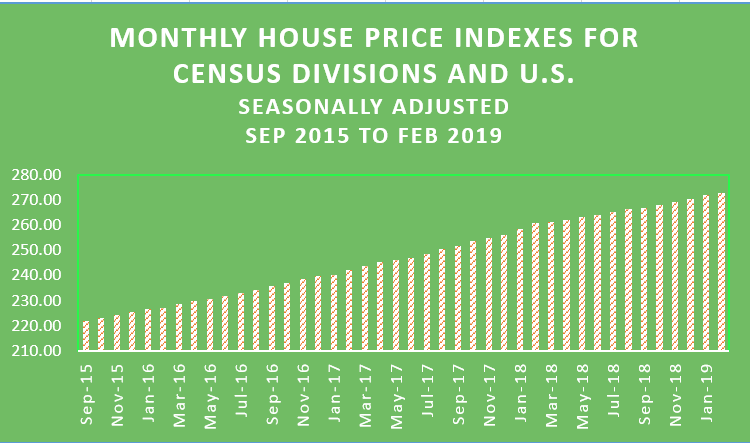 MONTHLY HOUSE PRICE INDEXES FOR
CENSUS DIVISIONS AND U.S.
SEASONALLY ADJUSTED
SEP 2015 TO FEB 2019
280.00
270.00
260.00
250.00
240.00
230.00
220.00
210.00
Sep-15
Nov-15
Jan-16
Mar-16
May-16
Jul-16
Sep-16
Nov-16
Jan-17
Mar-17
May-17
Jul-17
Sep-17
Nov-17
Jan-18
Mar-18
May-18
Jul-18
Sep-18
Nov-18
Jan-19